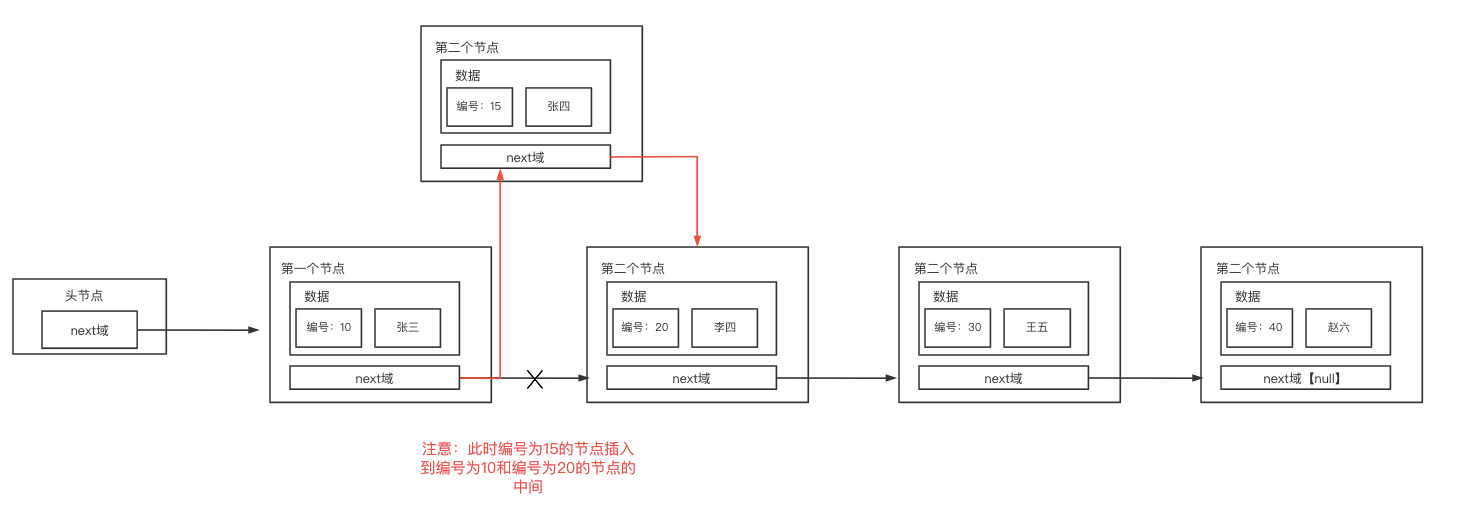 第二个节点
数据
编号：15
张四
next域
头节点
next域
第一个节点
数据
编号：10
张三
next域
第二个节点
数据
编号：20
李四
next域
第二个节点
数据
编号：30
王五
next域
第二个节点
数据
编号：40
赵六
next域【null】
注意：此时编号为15的节点插入
到编号为10和编号为20的节点的
中间